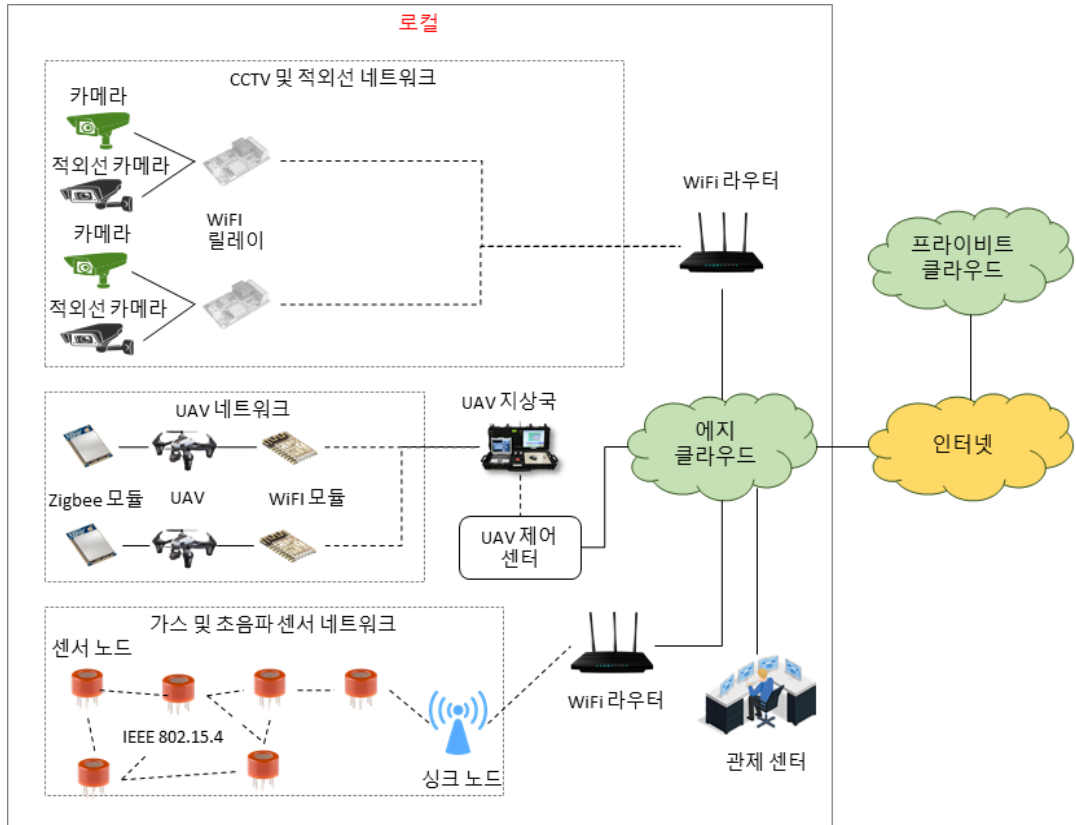 로컬
CCTV 및 적외선 네트워크
카메라
적외선 카메라
카메라
적외선 카메라
WiFI
릴레이
WiFi 라우터
프라이비트
클라우드
UAV 네트워크
Zigbee 모듈
UAV
WiFI 모듈
UAV 지상국
UAV 제어
센터
에지
클라우드
인터넷
가스 및 초음파 센서 네트워크
센서 노드
IEEE 802.15.4
싱크 노드
WiFi 라우터
관제 센터